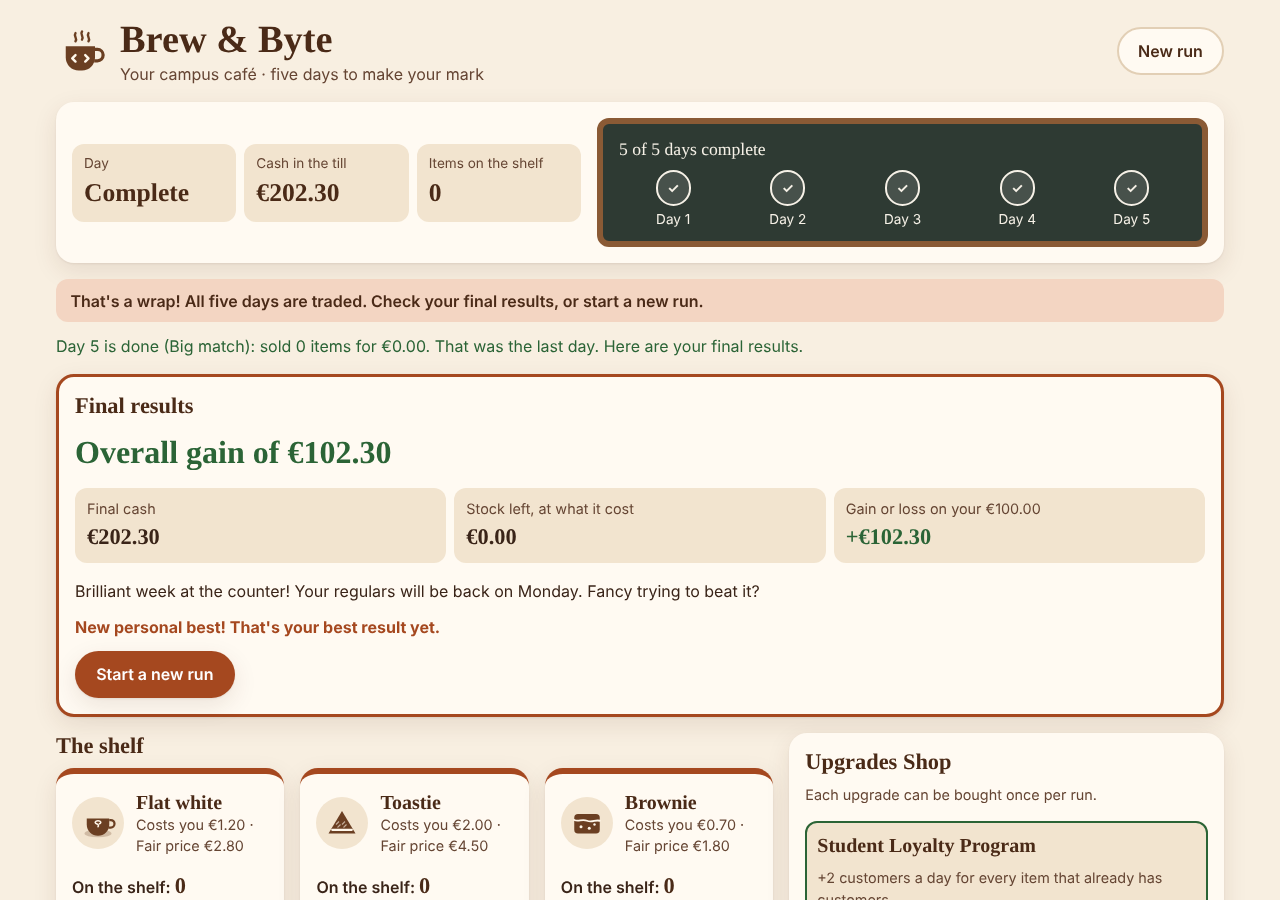 Brew & Byte
Your campus café · five days to make your mark
New run
Day
Complete
Cash in the till
€202.30
Items on the shelf
0
5 of 5 days complete
Day 1
Day 2
Day 3
Day 4
Day 5
That's a wrap! All five days are traded. Check your final results, or start a new run.
Day 5 is done (Big match): sold 0 items for €0.00. That was the last day. Here are your final results.
Final results
Overall gain of €102.30
Final cash
€202.30
Stock left, at what it cost
€0.00
Gain or loss on your €100.00
+€102.30
Brilliant week at the counter! Your regulars will be back on Monday. Fancy trying to beat it?
New personal best! That's your best result yet.
Start a new run
The shelf
Flat white
Costs you €1.20 ·
Fair price €2.80
On the shelf: 0
Toastie
Costs you €2.00 ·
Fair price €4.50
On the shelf: 0
Brownie
Costs you €0.70 ·
Fair price €1.80
On the shelf: 0
Upgrades Shop
Each upgrade can be bought once per run.
Student Loyalty Program
+2 customers a day for every item that already has
customers